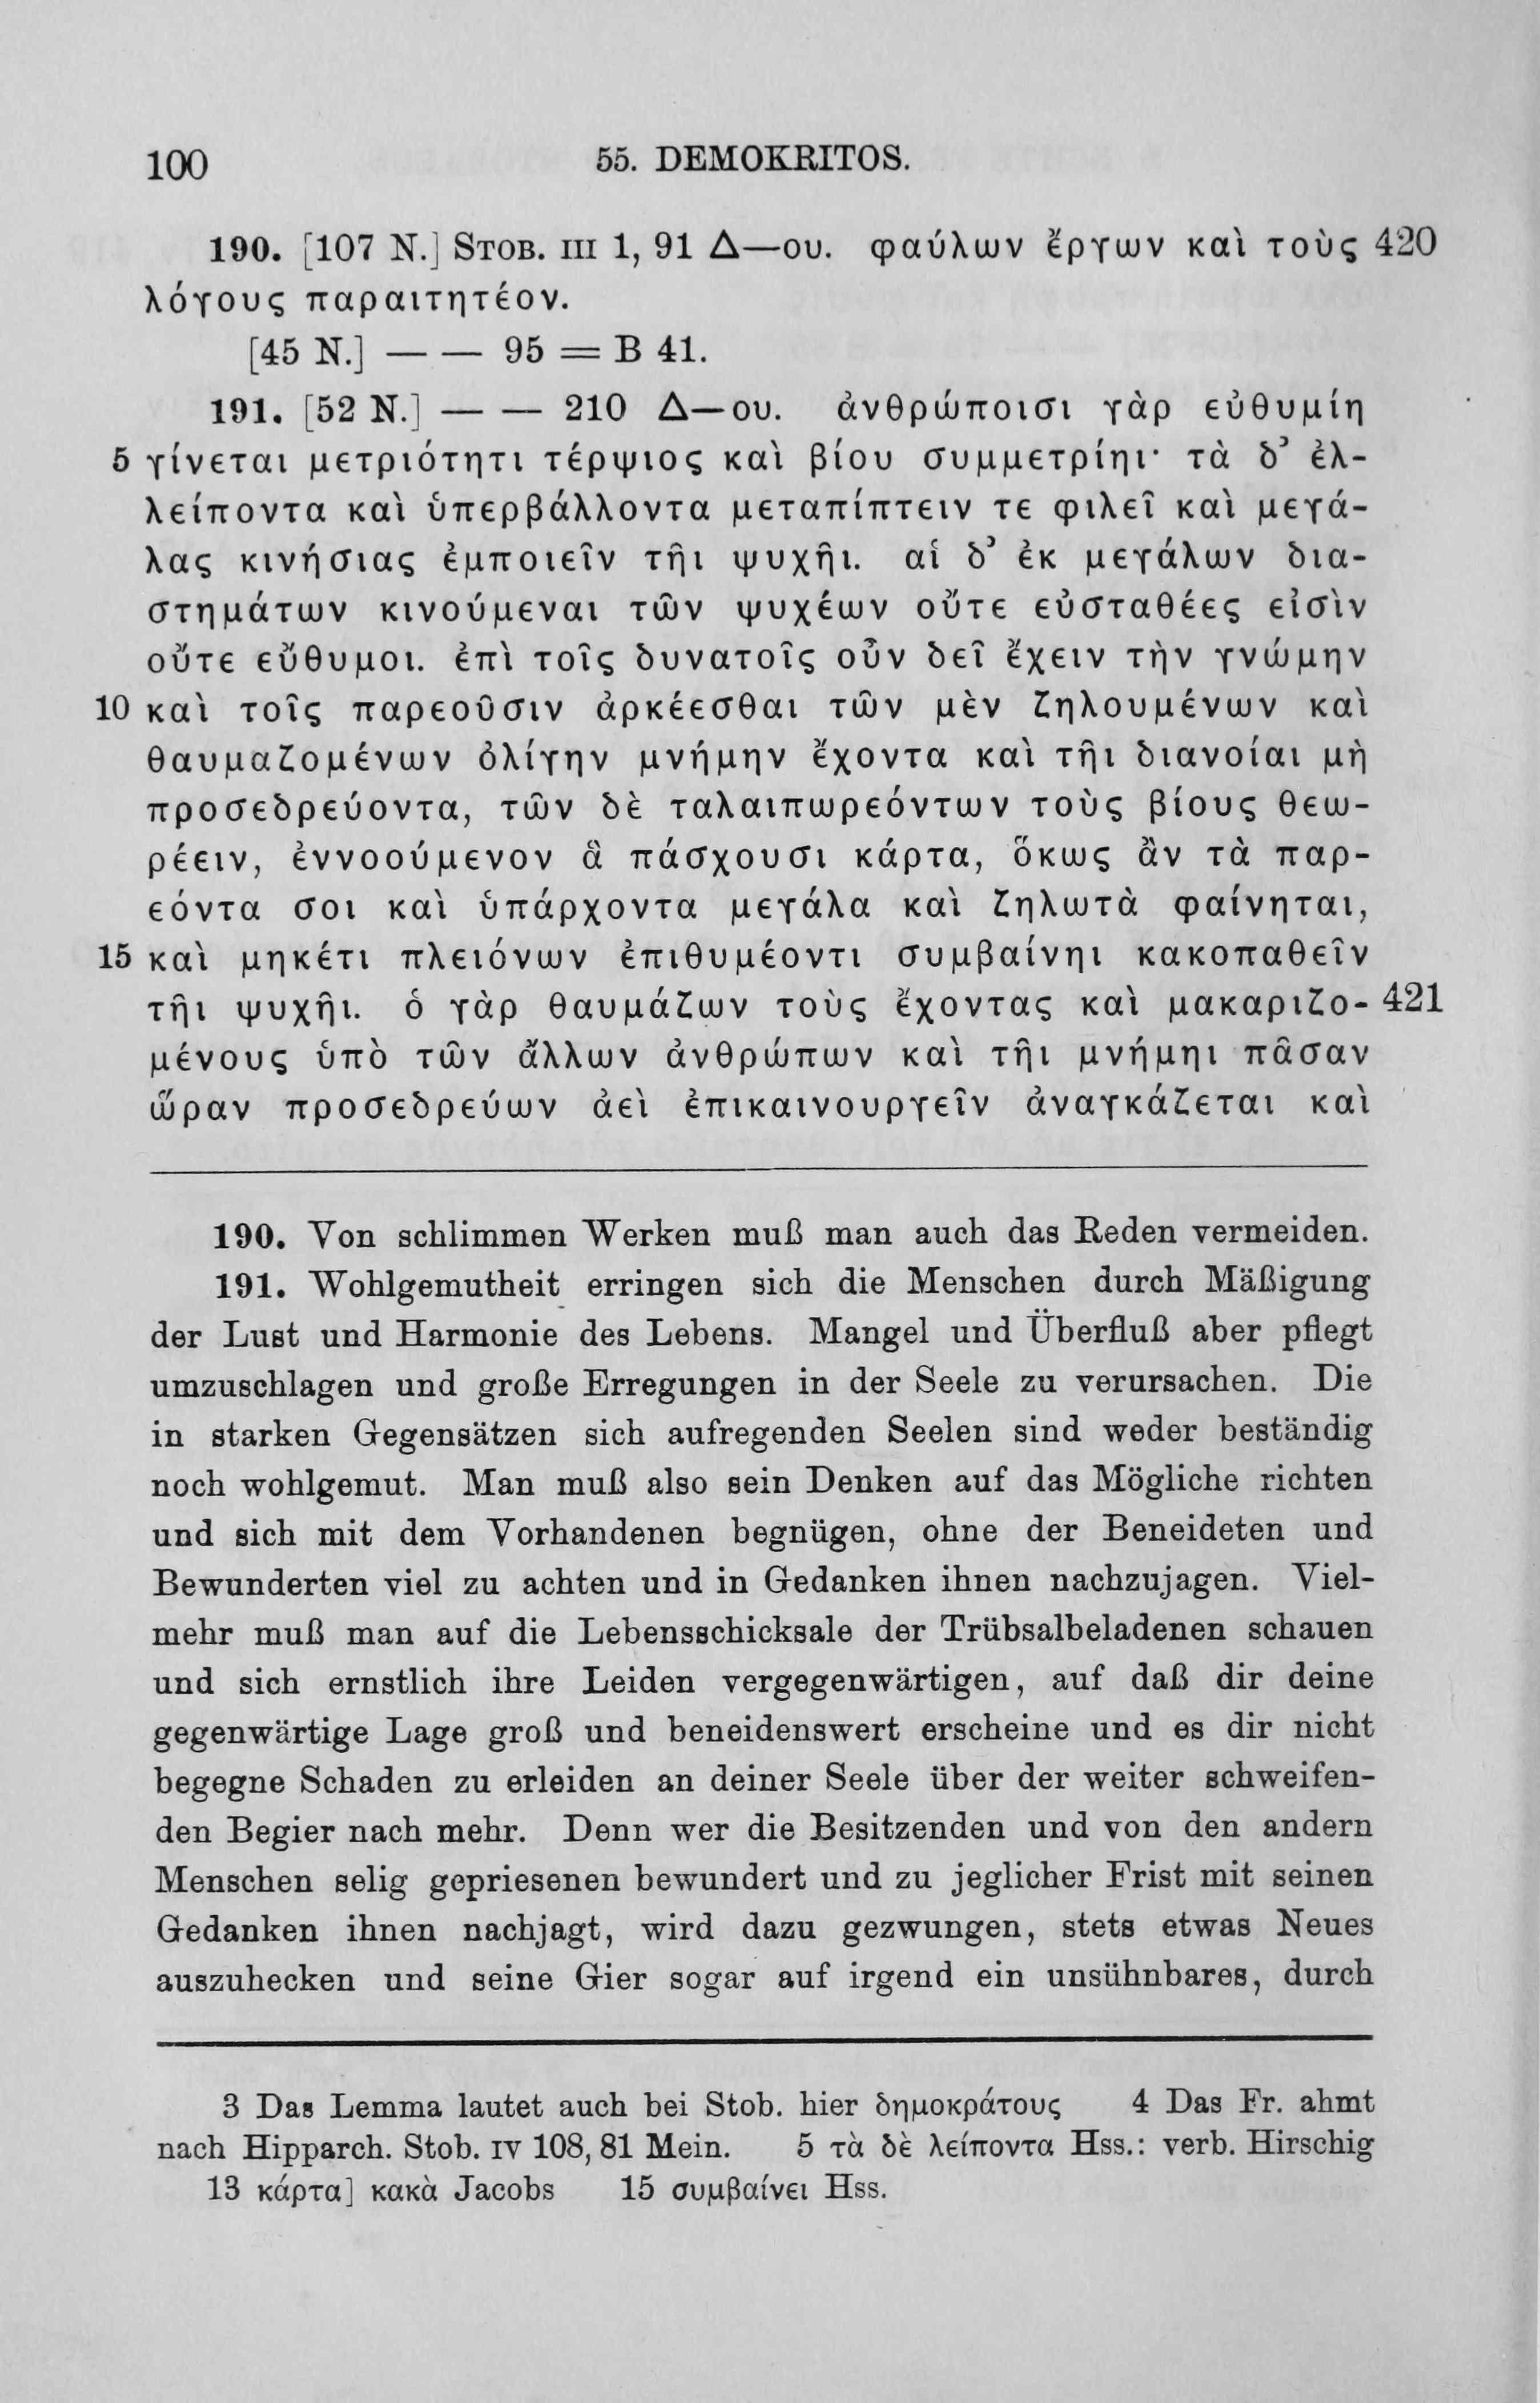 100 55. DEMOKRITOS.
190. [107 N.] STOB. III 1, 91 Δ—ου. φαύλων ἔργων καὶ τοὺς 420
λόγους παραιτητέον.
[45 N.] — — 95 = B 41.
191. [52 N.] — — 210 Δ—ου. ἀνθρώποισι γὰρ εὐθυμίη
5 γίνεται μετριότητι τέρψιος καὶ βίου συμμετρίηι· τὰ δ᾽ ἐλ-
λείποντα καὶ ὑπερβάλλοντα μεταπίπτειν τε φιλεῖ καὶ μεγά-
λας κινήσιας ἐμποιεῖν τῆι ψυχῆι. αἱ δ᾽ ἐκ μεγάλων δια-
στημάτων κινούμεναι τῶν ψυχέων οὔτε εὐσταθέες εἰσὶν
οὔτε εὔθυμοι. ἐπὶ τοῖς δυνατοῖς οὖν δεῖ ἔχειν τὴν γνώμην
10 καὶ τοῖς παρεοῦσιν ἀρκέεσθαι τῶν μὲν ζηλουμένων καὶ
θαυμαζομένων ὀλίγην μνήμην ἔχοντα καὶ τῆι διανοίαι μὴ
προσεδρεύοντα, τῶν δὲ ταλαιπωρεόντων τοὺς βίους θεω-
ρέειν, ἐννοούμενον ἃ πάσχουσι κάρτα, ὅκως ἂν τὰ παρ-
εόντα σοι καὶ ὑπάρχοντα μεγάλα καὶ ζηλωτὰ φαίνηται,
15 καὶ μηκέτι πλειόνων ἐπιθυμέοντι συμβαίνηι κακοπαθεῖν
τῆι ψυχῆι. ὁ γὰρ θαυμάζων τοὺς ἔχοντας καὶ μακαριζο- 421
μένους ὑπὸ τῶν ἄλλων ἀνθρώπων καὶ τῆι μνήμηι πᾶσαν
ὥραν προσεδρεύων ἀεὶ ἐπικαινουργεῖν ἀναγκάζεται καὶ
190. Von schlimmen Werken muß man auch das Reden vermeiden.
191. Wohlgemutheit erringen sich die Menschen durch Mäßigung
der Lust und Harmonie des Lebens. Mangel und Überfluß aber pflegt
umzuschlagen und große Erregungen in der Seele zu verursachen. Die
in starken Gegensätzen sich aufregenden Seelen sind weder beständig
noch wohlgemut. Man muß also sein Denken auf das Mögliche richten
und sich mit dem Vorhandenen begnügen, ohne der Beneideten und
Bewunderten viel zu achten und in Gedanken ihnen nachzujagen. Viel-
mehr muß man auf die Lebensschicksale der Trübsalbeladenen schauen
und sich ernstlich ihre Leiden vergegenwärtigen, auf daß dir deine
gegenwärtige Lage groß und beneidenswert erscheine und es dir nicht
begegne Schaden zu erleiden an deiner Seele über der weiter schweifen-
den Begier nach mehr. Denn wer die Besitzenden und von den andern
Menschen selig gepriesenen bewundert und zu jeglicher Frist mit seinen
Gedanken ihnen nachjagt, wird dazu gezwungen, stets etwas Neues
auszuhecken und seine Gier sogar auf irgend ein unsühnbares, durch
3 Das Lemma lautet auch bei Stob. hier δημοκράτους 4 Das Fr. ahmt
nach Hipparch. Stob. IV 108, 81 Mein. 5 τὰ δὲ λείποντα Hss.: verb. Hirschig
13 κάρτα] κακὰ Jacobs 15 συμβαίνει Hss.